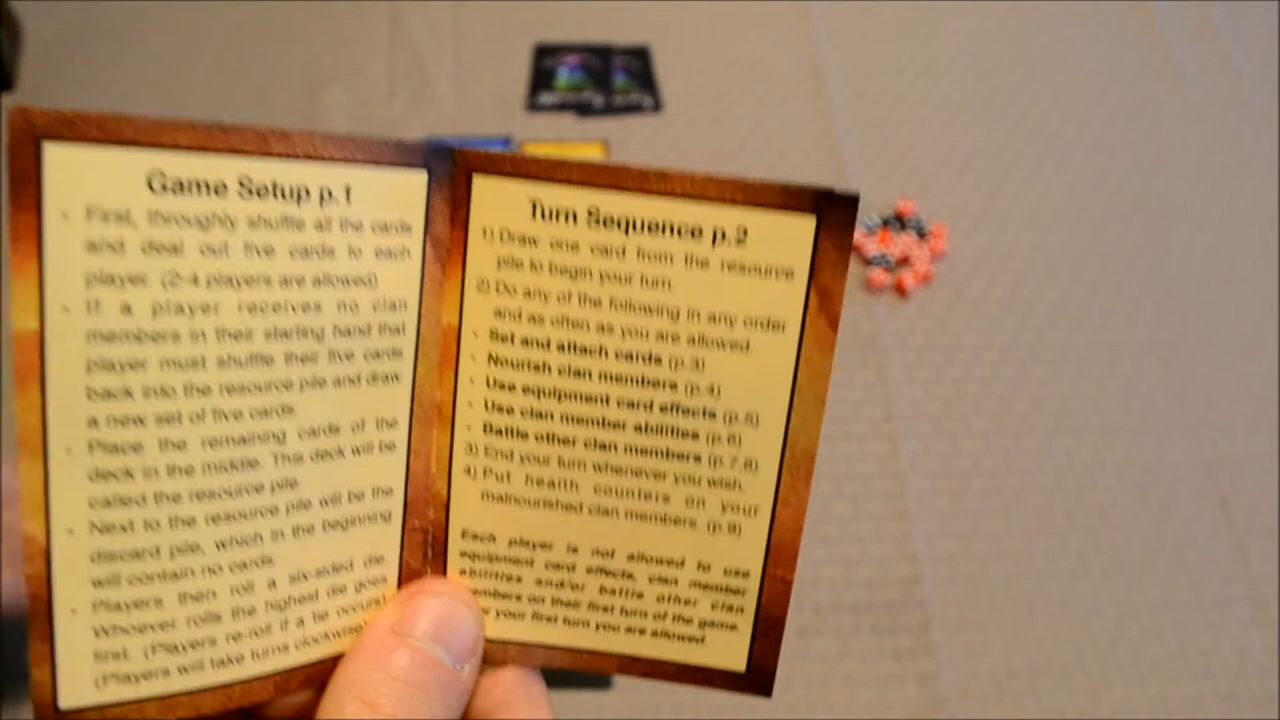 Game Setup p.1
- First, throughly shuffle all the cards
and deal out five cards to each
player. (2-4 players are allowed)
- If a player receives no clan
members in their starting hand that
player must shuffle their five cards
back into the resource pile and draw
a new set of five cards.
- Place the remaining cards of the
deck in the middle. This deck will be
called the resource pile.
- Next to the resource pile will be the
discard pile, which in the beginning
will contain no cards.
- Players then roll a six-sided die.
Whoever rolls the highest die goes
first. (Players re-roll if a tie occurs)
(Players will take turns clockwise)
Turn Sequence p.2
1) Draw one card from the resource
pile to begin your turn.
2) Do any of the following in any order
and as often as you are allowed.
- Set and attach cards (p.3)
- Nourish clan members (p.4)
- Use equipment card effects (p.5)
- Use clan member abilities (p.6)
- Battle other clan members (p.7,8)
3) End your turn whenever you wish.
4) Put health counters on your
malnourished clan members. (p.9)
Each player is not allowed to use
equipment card effects, clan member
abilities and/or battle other clan
members on their first turn of the game.
your first turn you are allowed.